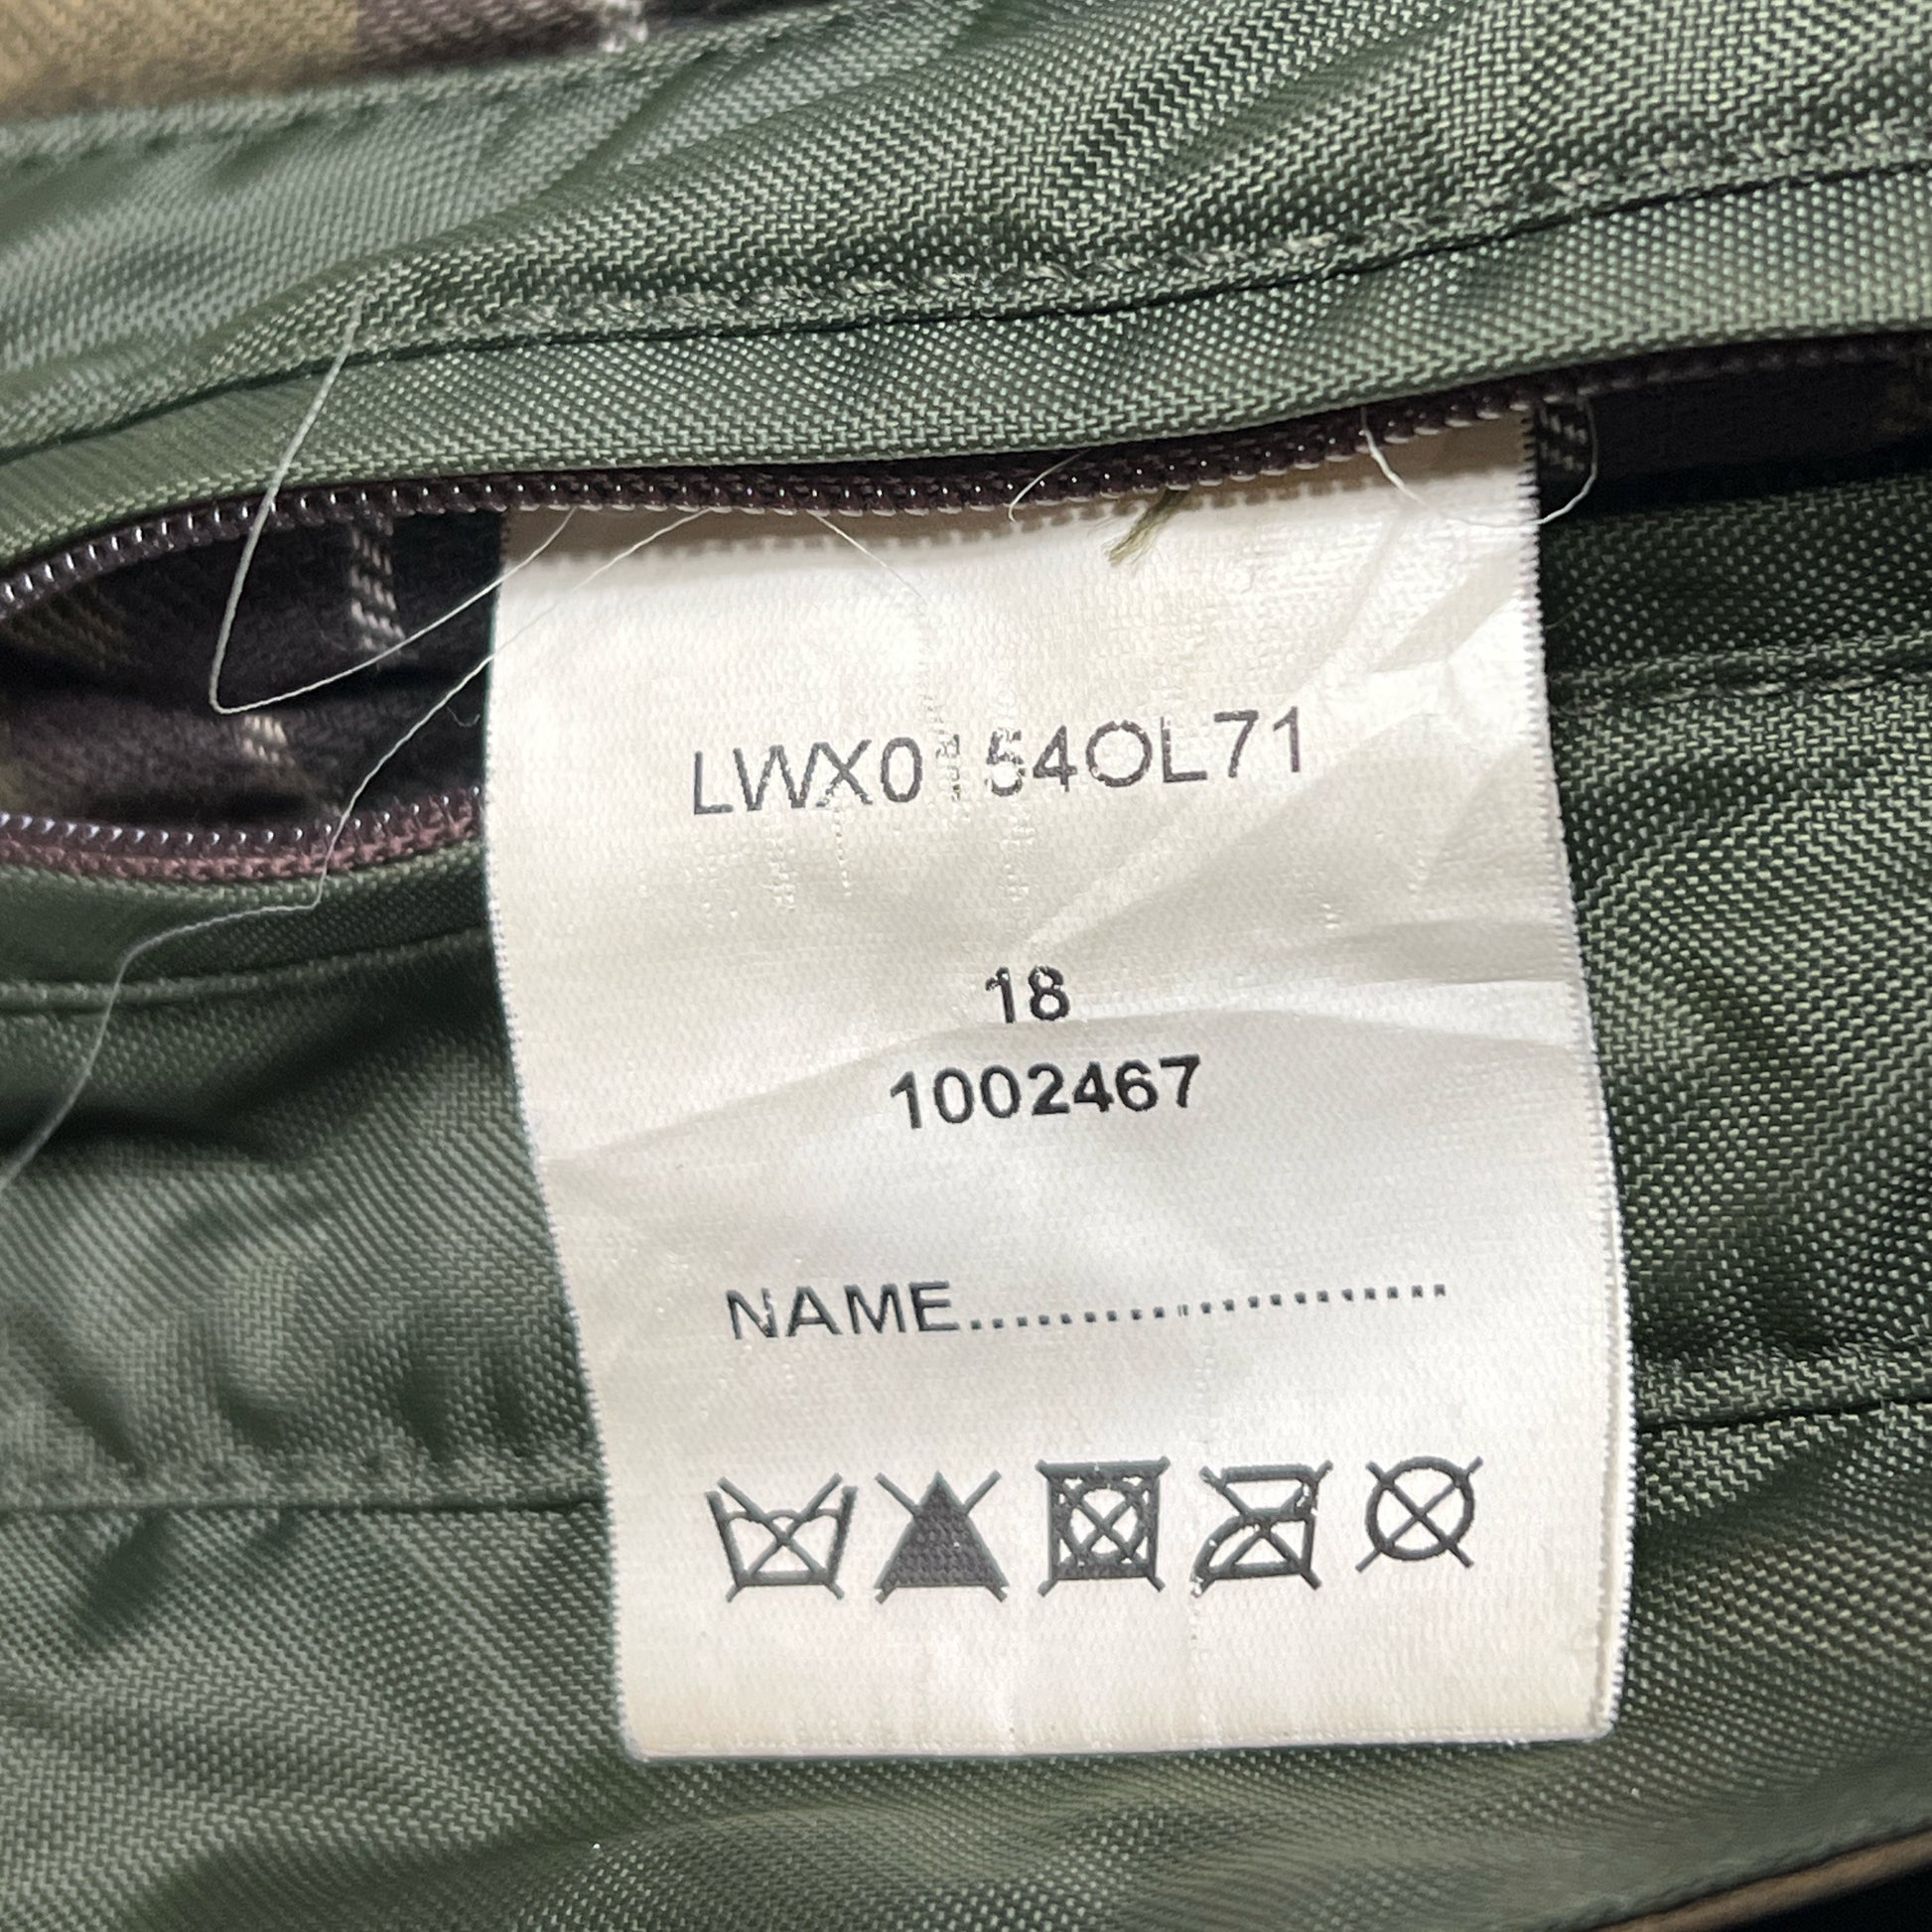 LWX0154OL71
18
1002467
NAME......................